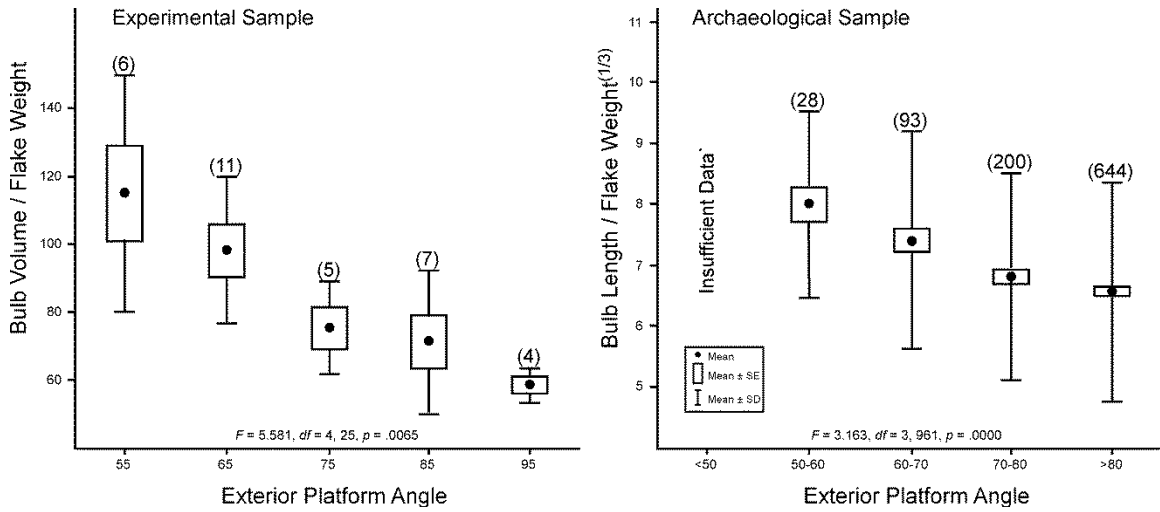 Experimental Sample
Bulb Volume / Flake Weight
140
120
100
80
60
(6)
(11)
(5)
(7)
(4)
F = 5.581, df = 4, 25, p = .0065
55
65
75
85
95
Exterior Platform Angle
Archaeological Sample
Bulb Length / Flake Weight(1/3)
11
10
9
8
7
6
5
Insufficient Data`
(28)
(93)
(200)
(644)
Mean
Mean ± SE
Mean ± SD
F = 3.163, df = 3, 961, p = .0000
<50
50-60
60-70
70-80
>80
Exterior Platform Angle